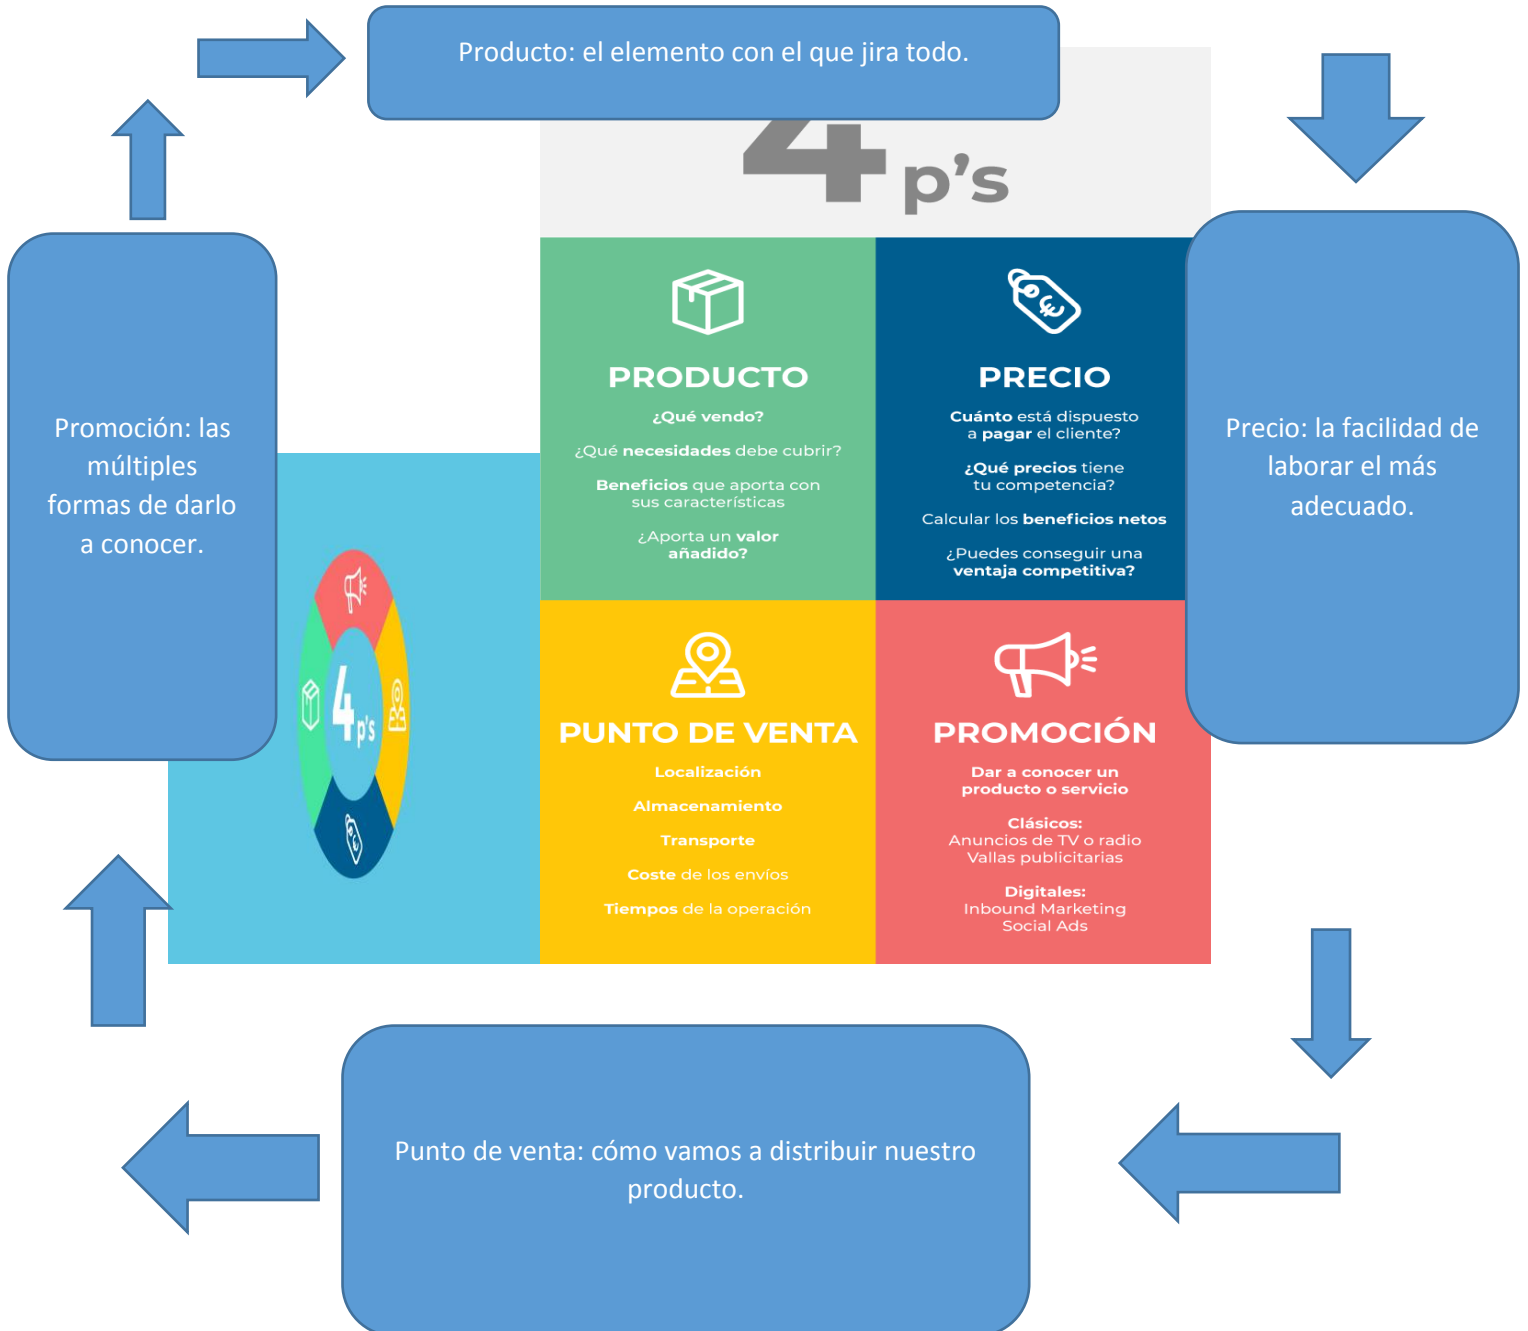 Producto: el elemento con el que jira todo.
4 p's
Promoción: las
múltiples
formas de darlo
a conocer.
PRODUCTO
¿Qué vendo?
¿Qué necesidades debe cubrir?
Beneficios que aporta con
sus características
¿Aporta un valor
añadido?
PRECIO
Cuánto está dispuesto
a pagar el cliente?
¿Qué precios tiene
tu competencia?
Calcular los beneficios netos
¿Puedes conseguir una
ventaja competitiva?
Precio: la facilidad de
laborar el más
adecuado.
4 p's
PUNTO DE VENTA
Localización
Almacenamiento
Transporte
Coste de los envíos
Tiempos de la operación
PROMOCIÓN
Dar a conocer un
producto o servicio
Clásicos:
Anuncios de TV o radio
Vallas publicitarias
Digitales:
Inbound Marketing
Social Ads
Punto de venta: cómo vamos a distribuir nuestro
producto.